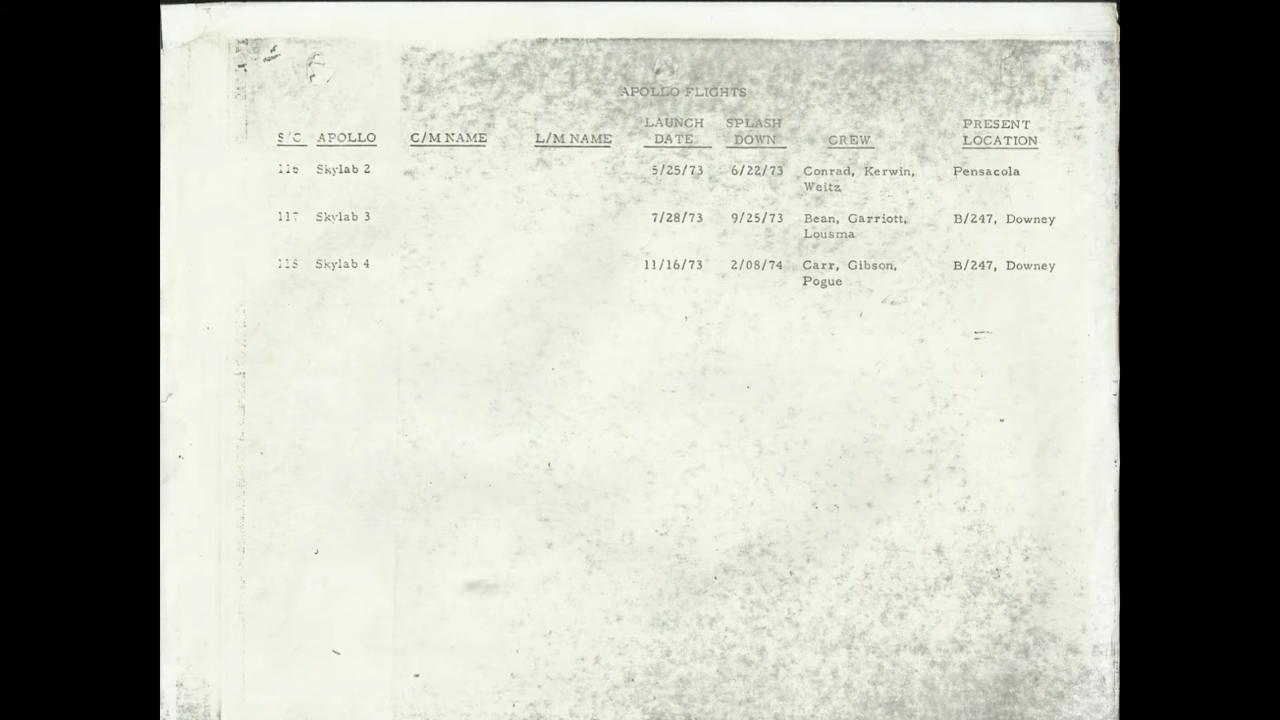 APOLLO FLIGHTS
S/C APOLLO C/M NAME L/M NAME LAUNCH DATE SPLASH DOWN CREW PRESENT LOCATION
116 Skylab 2 5/25/73 6/22/73 Conrad, Kerwin, Pensacola
Weitz
117 Skylab 3 7/28/73 9/25/73 Bean, Garriott, B/247, Downey
Lousma
118 Skylab 4 11/16/73 2/08/74 Carr, Gibson, B/247, Downey
Pogue